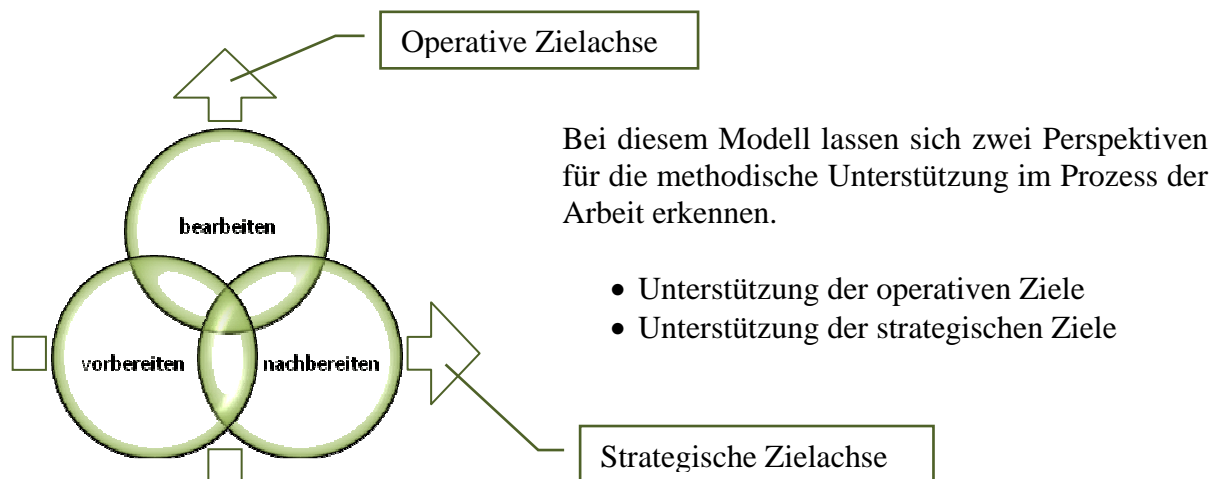 Operative Zielachse
Bei diesem Modell lassen sich zwei Perspektiven
für die methodische Unterstützung im Prozess der
Arbeit erkennen.
• Unterstützung der operativen Ziele
• Unterstützung der strategischen Ziele
bearbeiten
vorbereiten
nachbereiten
Strategische Zielachse